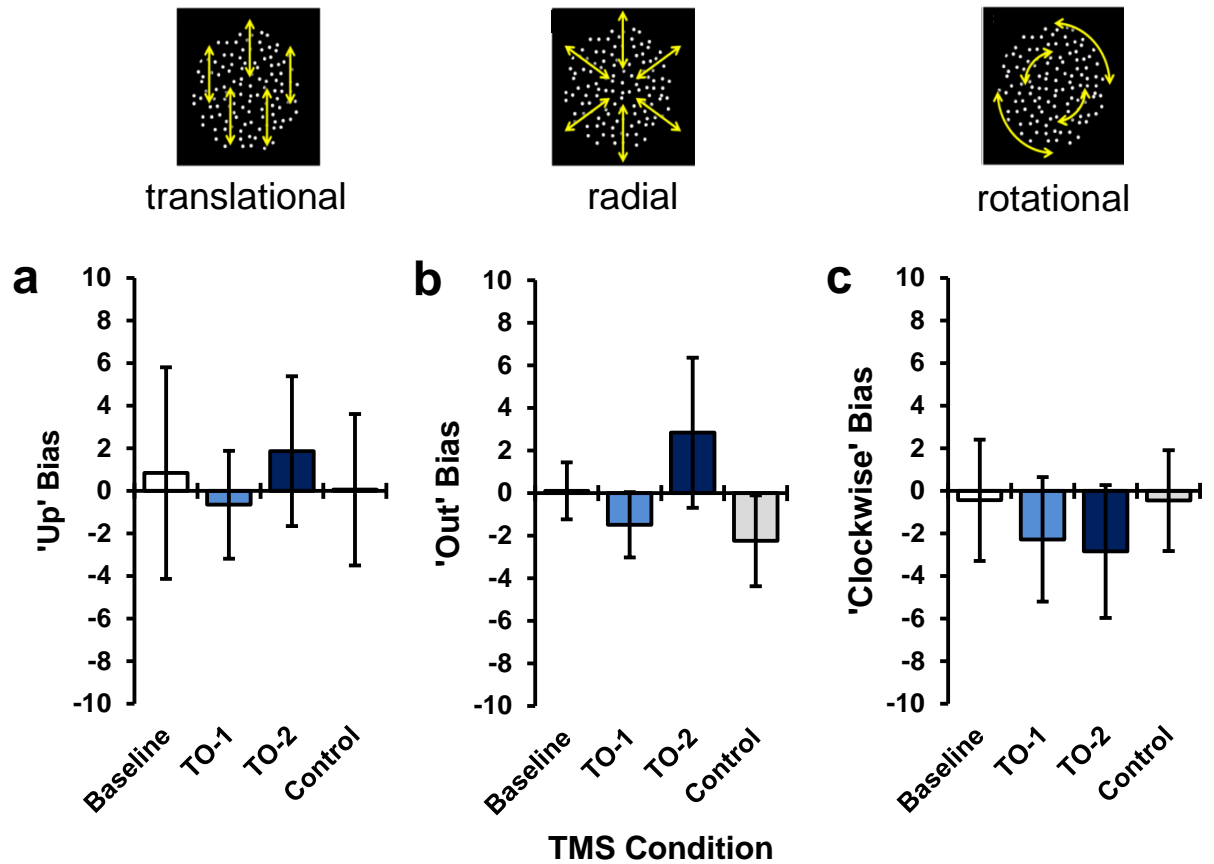 translational
radial
rotational
a
10
8
6
4
2
0
-2
-4
-6
-8
-10
'Up' Bias
Baseline
TO-1
TO-2
Control
b
10
8
6
4
2
0
-2
-4
-6
-8
-10
'Out' Bias
Baseline
TO-1
TO-2
Control
c
10
8
6
4
2
0
-2
-4
-6
-8
-10
'Clockwise' Bias
Baseline
TO-1
TO-2
Control
TMS Condition